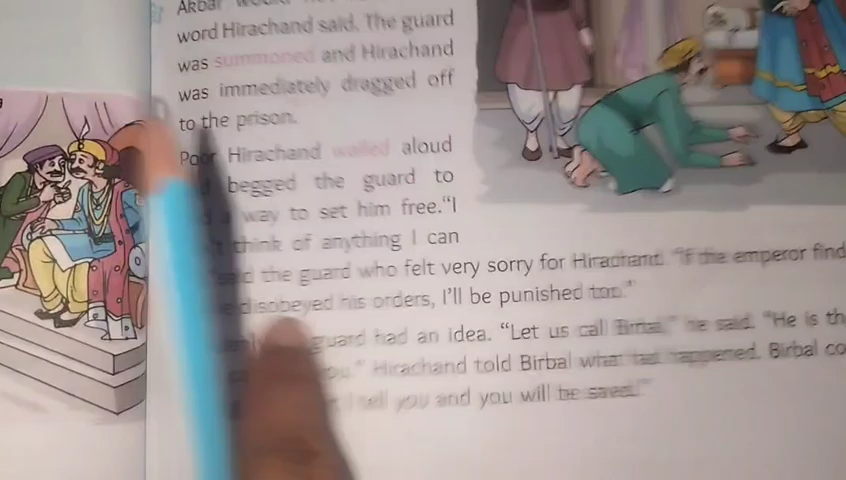 Akbar would
word Hirachand said. The guard
was summoned and Hirachand
was immediately dragged off
to the prison.
Poor Hirachand wailed aloud
begged the guard to
way to set him free."I
think of anything I can
said the guard who felt very sorry for Hirachand. "If the emperor find
disobeyed his orders, I'll be punished too."
guard had an idea. "Let us call Birbal," he said. "He is th
you." Hirachand told Birbal what had happened. Birbal co
I tell you and you will be saved!"